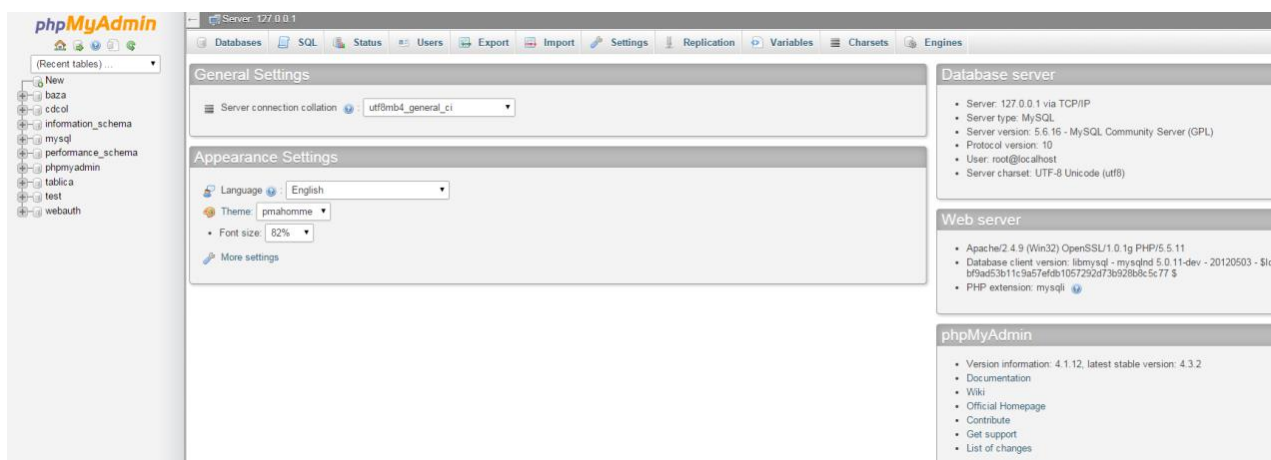 phpMyAdmin
(Recent tables) ...
New
baza
cdcol
information_schema
mysql
performance_schema
phpmyadmin
tablica
test
webauth
Server: 127.0.0.1
Databases SQL Status Users Export Import Settings Replication Variables Charsets Engines
General Settings
Server connection collation : utf8mb4_general_ci
Appearance Settings
Language : English
Theme: pmahomme
Font size: 82%
More settings
Database server
Server: 127.0.0.1 via TCP/IP
Server type: MySQL
Server version: 5.6.16 - MySQL Community Server (GPL)
Protocol version: 10
User: root@localhost
Server charset: UTF-8 Unicode (utf8)
Web server
Apache/2.4.9 (Win32) OpenSSL/1.0.1g PHP/5.5.11
Database client version: libmysql - mysqlnd 5.0.11-dev - 20120503 -
bf9ad53b11c9a57efdb1057292d73b928b8c5c77 $
PHP extension: mysqli
phpMyAdmin
Version information: 4.1.12, latest stable version: 4.3.2
Documentation
Wiki
Official Homepage
Contribute
Get support
List of changes